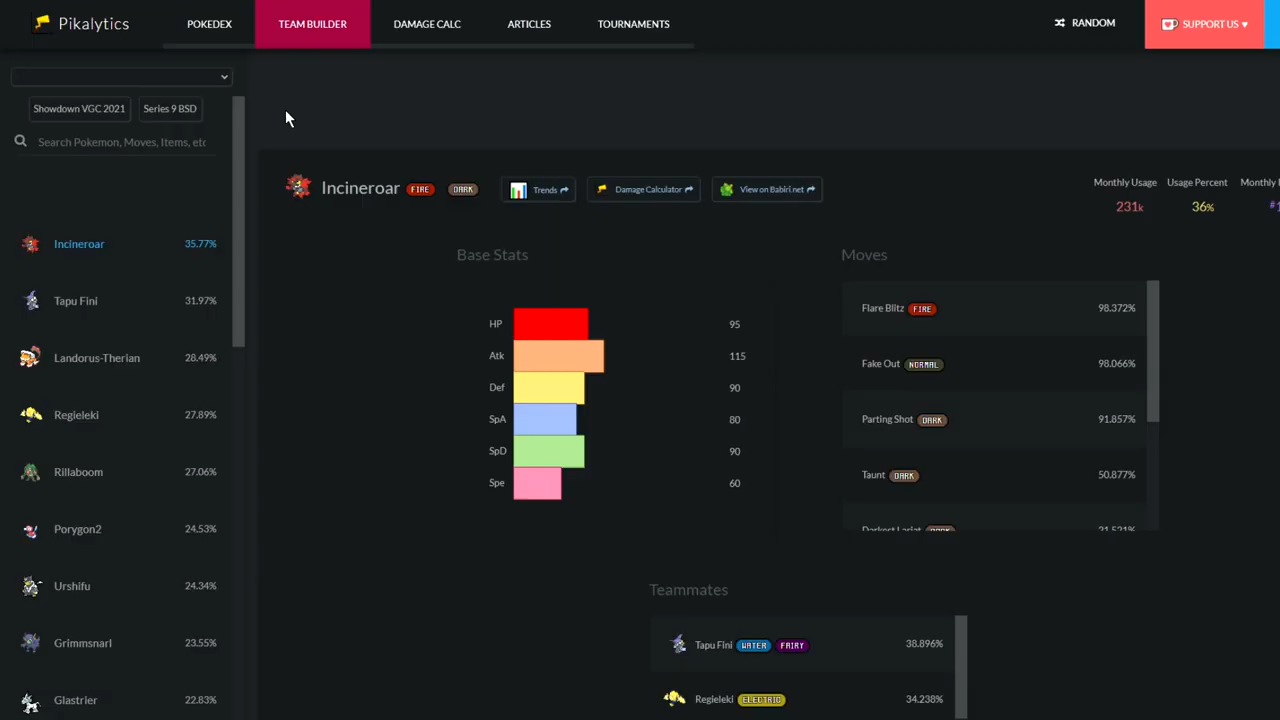 Pikalytics
POKEDEX
TEAM BUILDER
DAMAGE CALC
ARTICLES
TOURNAMENTS
RANDOM
SUPPORT US ♥
Showdown VGC 2021
Series 9 BSD
Search Pokemon, Moves, Items, etc
Incineroar 35.77%
Tapu Fini 31.97%
Landorus-Therian 28.49%
Regieleki 27.89%
Rillaboom 27.06%
Porygon2 24.53%
Urshifu 24.34%
Grimmsnarl 23.55%
Glastrier 22.83%
Incineroar FIRE DARK
Trends
Damage Calculator
View on Babiri.net
Monthly Usage
231k
Usage Percent
36%
Monthly
Base Stats
HP 95
Atk 115
Def 90
SpA 80
SpD 90
Spe 60
Moves
Flare Blitz FIRE 98.372%
Fake Out NORMAL 98.066%
Parting Shot DARK 91.857%
Taunt DARK 50.877%
Darkest Lariat DARK 21.521%
Teammates
Tapu Fini WATER FAIRY 38.896%
Regieleki ELECTRIC 34.238%